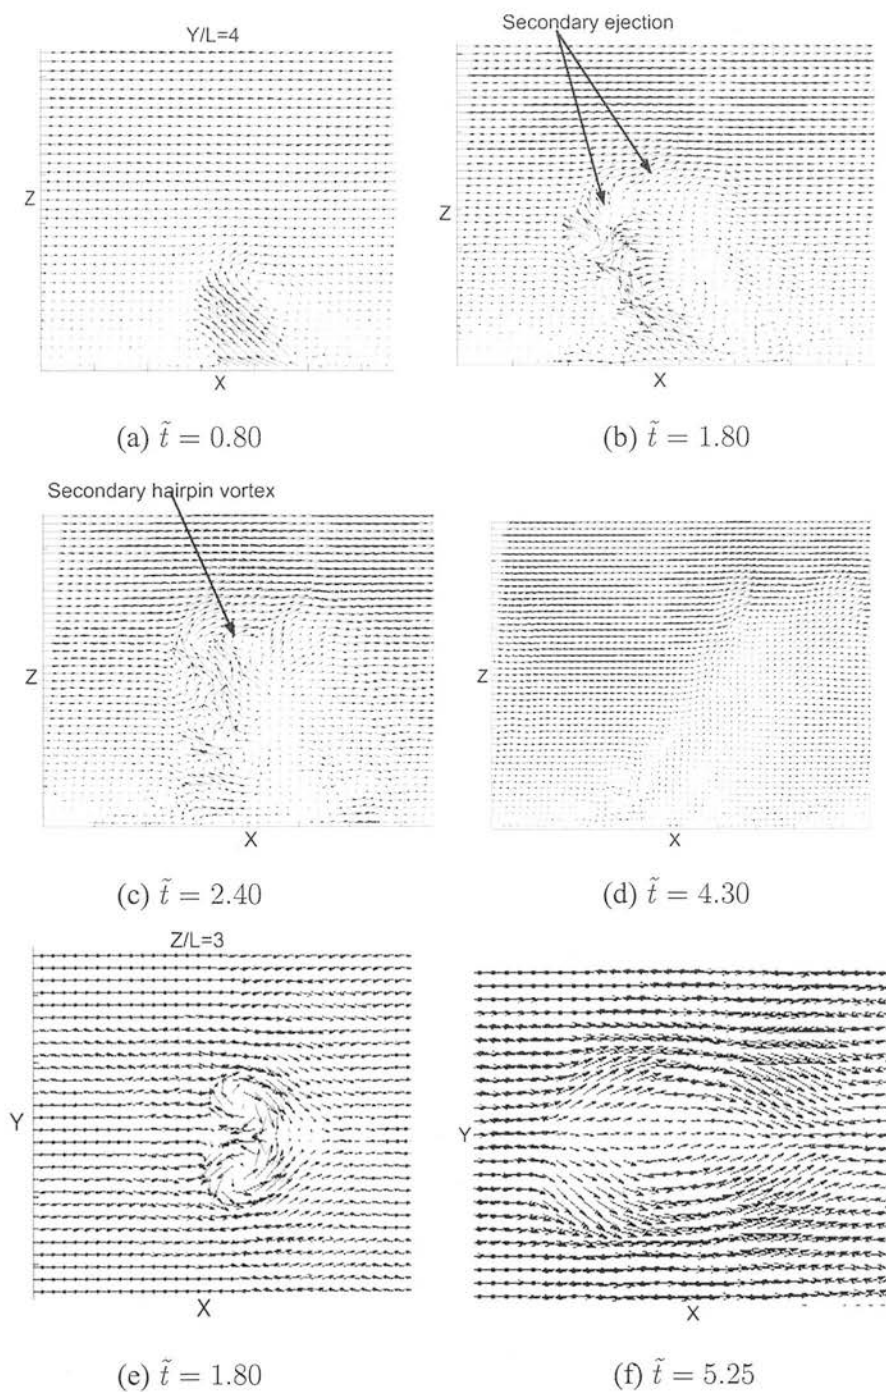 Y/L=4
Z
X
(a) t̃ = 0.80
Secondary ejection
Z
X
(b) t̃ = 1.80
Secondary hairpin vortex
Z
X
(c) t̃ = 2.40
Z
X
(d) t̃ = 4.30
Z/L=3
Y
X
(e) t̃ = 1.80
Y
X
(f) t̃ = 5.25